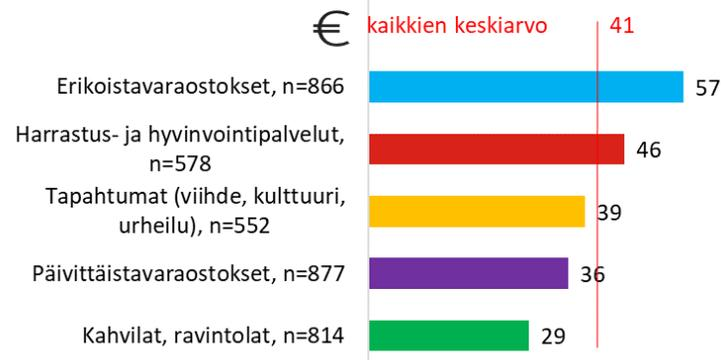 € kaikkien keskiarvo 41
Erikoistavaraostokset, n=866 57
Harrastus- ja hyvinvointipalvelut,
n=578 46
Tapahtumat (viihde, kulttuuri,
urheilu), n=552 39
Päivittäistavaraostokset, n=877 36
Kahvilat, ravintolat, n=814 29